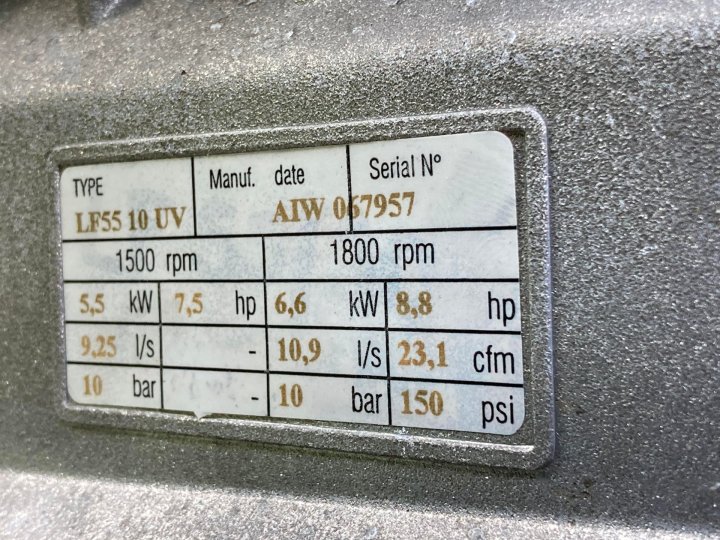 TYPE Manuf. date Serial N°
LF55 10 UV AIW 067957
1500 rpm 1800 rpm
5,5 kW 7,5 hp 6,6 kW 8,8 hp
9,25 l/s - 10,9 l/s 23,1 cfm
10 bar - 10 bar 150 psi